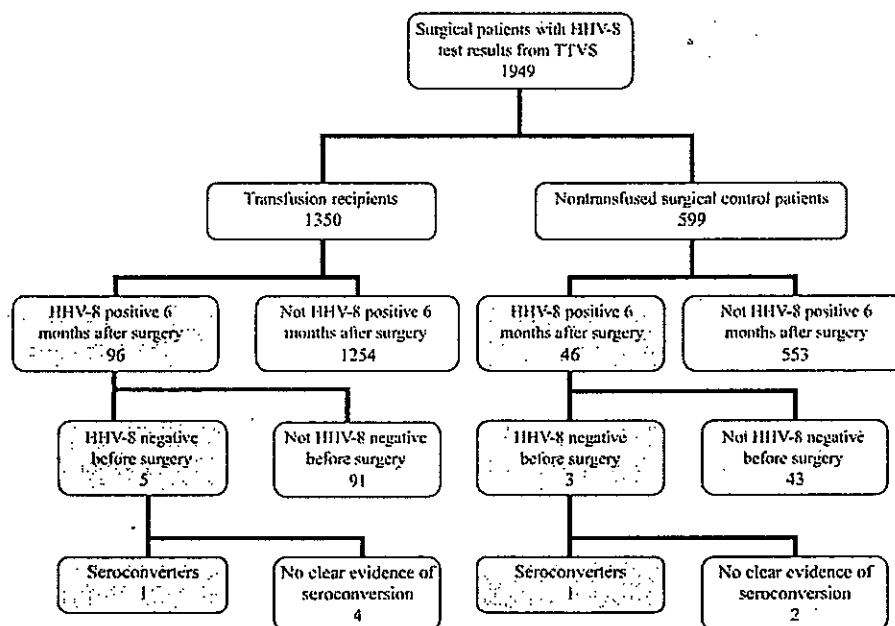 Surgical patients with HHV-8
test results from TTVS
1949
Transfusion recipients
1350
Nontransfused surgical control patients
599
HHV-8 positive 6
months after surgery
96
Not HHV-8 positive 6
months after surgery
1254
HHV-8 positive 6
months after surgery
46
Not HHV-8 positive 6
months after surgery
553
HHV-8 negative
before surgery
5
Not HHV-8 negative
before surgery
91
HHV-8 negative
before surgery
3
Not HHV-8 negative
before surgery
43
Seroconverters
1
No clear evidence of
seroconversion
4
Seroconverters
1
No clear evidence of
seroconversion
2